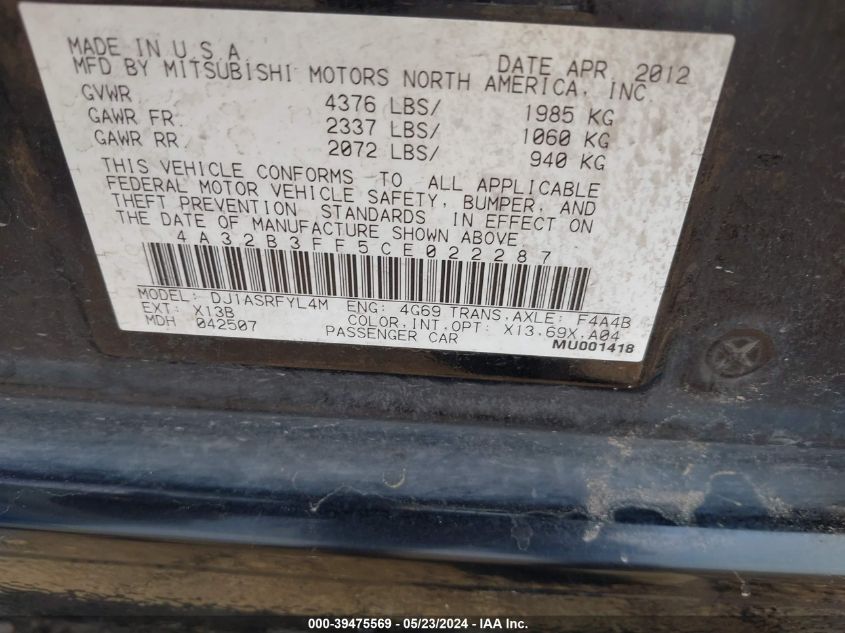 MADE IN U S A DATE APR 2012
MFD BY MITSUBISHI MOTORS NORTH AMERICA, INC
GVWR 4376 LBS/ 1985 KG
GAWR FR. 2337 LBS/ 1060 KG
GAWR RR 2072 LBS/ 940 KG
THIS VEHICLE CONFORMS TO ALL APPLICABLE
FEDERAL MOTOR VEHICLE SAFETY, BUMPER, AND
THEFT PREVENTION STANDARDS IN EFFECT ON
THE DATE OF MANUFACTURE SHOWN ABOVE
4A32B3FF5CE022287
MODEL: DJ1ASRFYL4M ENG: 4G69 TRANS.AXLE: F4A4B
EXT: X13B COLOR.INT.OPT: X13.69X.A04
MDH 042507 PASSENGER CAR
MU001418
000-39475569 - 05/23/2024 - IAAI Inc.